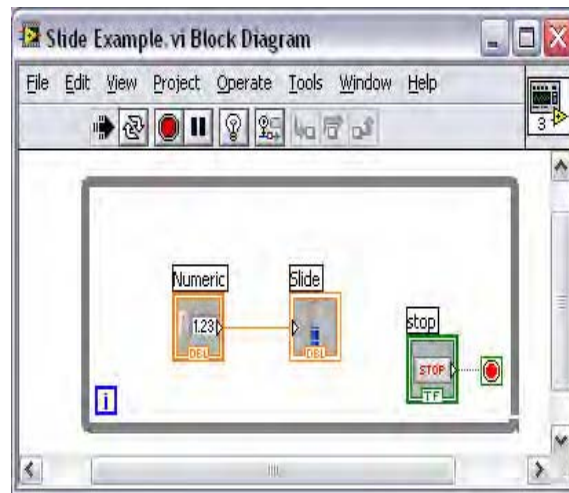 Slide Example.vi Block Diagram
File Edit View Project Operate Tools Window Help
3
Numeric
Slide
1.23
DBL
DBL
stop
STOP
TF
i